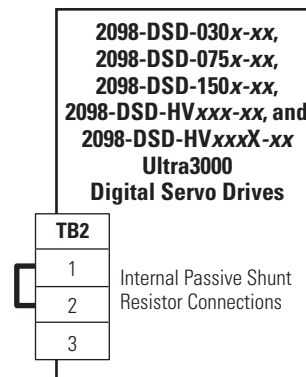 2098-DSD-030x-xx,
2098-DSD-075x-xx,
2098-DSD-150x-xx,
2098-DSD-HVxxx-xx, and
2098-DSD-HVxxxX-xx
Ultra3000
Digital Servo Drives
TB2
1
2
3
Internal Passive Shunt
Resistor Connections